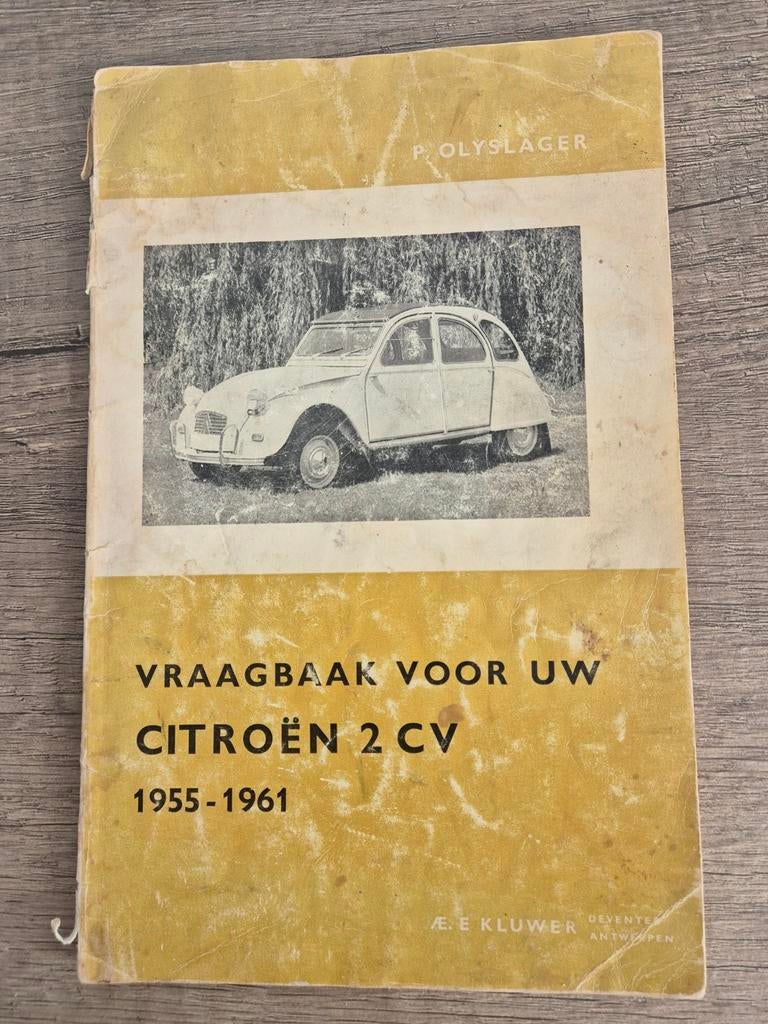 P. OLYSLAGER
VRAAGBAAK VOOR UW
CITROËN 2 CV
1955-1961
Æ. E KLUWER DEVENTER
ANTWERPEN